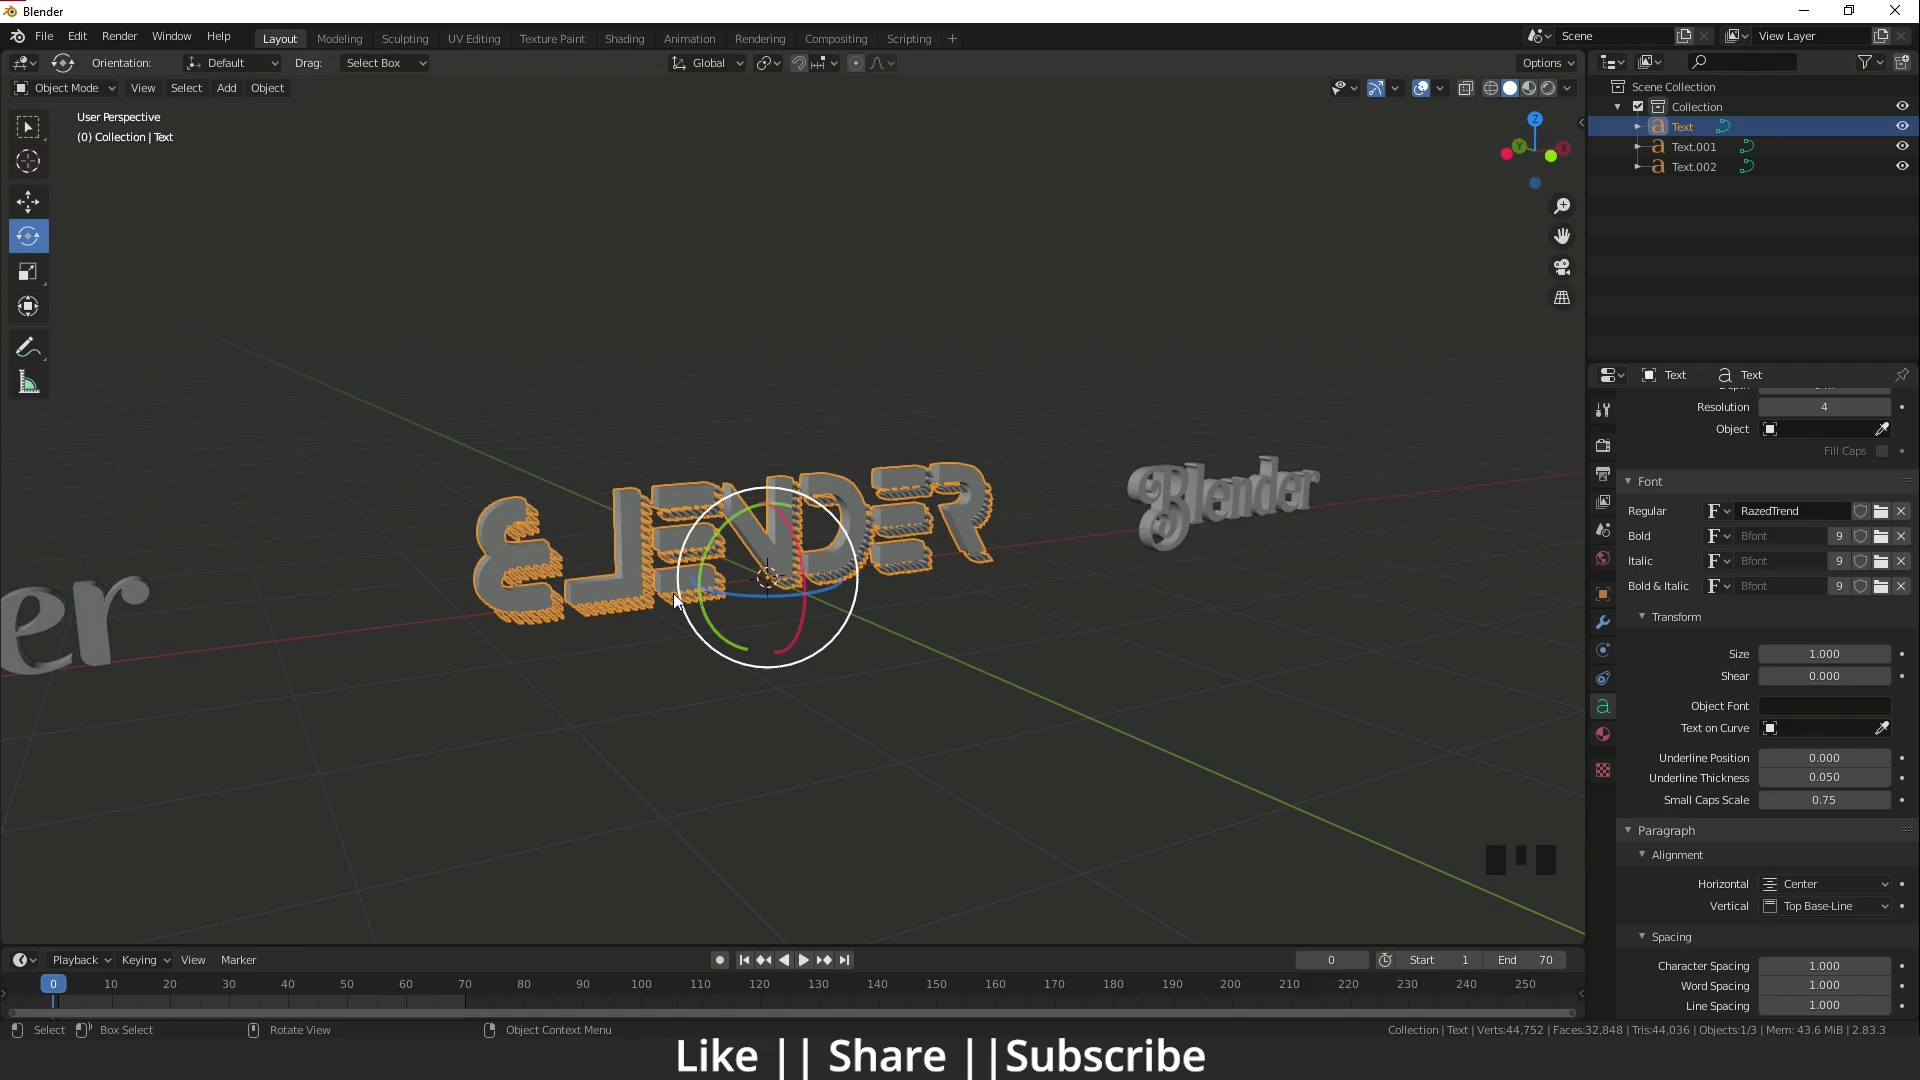 Blender
File Edit Render Window Help
Layout Modeling Sculpting UV Editing Texture Paint Shading Animation Rendering Compositing Scripting +
Scene
View Layer
Orientation: Default Drag: Select Box
Global
Options
Object Mode View Select Add Object
User Perspective
(0) Collection | Text
Z
Y
X
Scene Collection
Collection
Text
Text.001
Text.002
er
BLENDER
Blender
Text Text
Resolution 4
Object
Fill Caps
Font
Regular F RazedTrend
Bold F Bfont 9
Italic F Bfont 9
Bold & Italic F Bfont 9
Transform
Size 1.000
Shear 0.000
Object Font
Text on Curve
Underline Position 0.000
Underline Thickness 0.050
Small Caps Scale 0.75
Paragraph
Alignment
Horizontal Center
Vertical Top Base-Line
Spacing
Character Spacing 1.000
Word Spacing 1.000
Line Spacing 1.000
Playback Keying View Marker
0 Start 1 End 70
0 10 20 30 40 50 60 70 80 90 100 110 120 130 140 150 160 170 180 190 200 210 220 230 240 250
Select Box Select Rotate View Object Context Menu
Collection | Text | Verts:44,752 | Faces:32,848 | Tris:44,036 | Objects:1/3 | Mem: 43.6 MiB | 2.83.3
Like || Share ||Subscribe